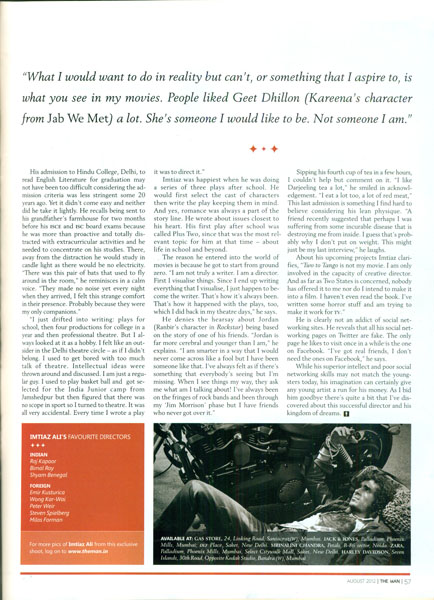 “What I would want to do in reality but can’t, or something that I aspire to, is
what you see in my movies. People liked Geet Dhillon (Kareena’s character
from Jab We Met) a lot. She’s someone I would like to be. Not someone I am.”
His admission to Hindu College, Delhi, to
read English Literature for graduation may
not have been too difficult considering the ad-
mission criteria was less stringent some 20
years ago. Yet it didn’t come easy and neither
did he take it lightly. He recalls being sent to
his grandfather’s farmhouse for two months
before his ISCE and ISC board exams because
he was more than proactive and totally dis-
tracted with extracurricular activities and he
needed to concentrate on his studies. There,
away from the distraction he would study in
candle light as there would be no electricity.
“There was this pair of bats that used to fly
around in the room,” he reminisces in a calm
voice. “They made no noise yet every night
when they arrived, I felt this strange comfort
in their presence. Probably because they were
my only companions.”
“I just drifted into writing; plays for
school, then four productions for college in a
year and then professional theatre. But I al-
ways looked at it as a hobby. I felt like an out-
sider in the Delhi theatre circle – as if I didn’t
belong. I used to get bored with too much
talk of theatre. Intellectual ideas were
thrown around and discussed. I am just a regu-
lar guy. I used to play basket ball and got se-
lected for the India Junior camp from
Jamshedpur but then figured that there was
no scope in sport so I turned to theatre. It was
all very accidental. Every time I wrote a play
it was to direct it.”
Imtiaz was happiest when he was doing
a series of three plays after school. He
would first select the cast of characters
then write the play keeping them in mind.
And yes, romance was always a part of the
story line. He wrote about issues closest to
his heart. His first play after school was
called Plus Two, since that was the most rel-
evant topic for him at that time – about
life in school and beyond.
The reason he entered into the world of
movies is because he got to start from ground
zero. “I am not truly a writer. I am a director.
First I visualise things. Since I end up writing
everything that I visualise, I just happen to be-
come the writer. That’s how it’s always been.
That’s how it happened with the plays, too,
which I did back in my theatre days,” he says.
He denies the hearsay about Jordan
(Ranbir’s character in Rockstar) being based
on the story of one of his friends. “Jordan is
far more cerebral and younger than I am,” he
explains. “I am smarter in a way that I would
never come across like a fool but I have been
someone like that. I’ve always felt as if there’s
something that everybody’s seeing but I’m
missing. When I see things my way, they ask
me what am I talking about! I’ve always been
on the fringes of rock bands and been through
my ‘Jim Morrison’ phase but I have friends
who never got over it.”
Sipping his fourth cup of tea in a few hours,
I couldn’t help but comment on it. “I like
Darjeeling tea a lot,” he smiled in acknowl-
edgement. “I eat a lot too, a lot of red meat,”
This last admission is something I find hard to
believe considering his lean physique. “A
friend recently suggested that perhaps I was
suffering from some incurable disease that is
destroying me from inside. I guess that’s prob-
ably why I don’t put on weight. This might
just be my last interview,” he laughs.
About his upcoming projects Imtiaz clari-
fies, “Two to Tango is not my movie. I am only
involved in the capacity of creative director.
And as far as Two States is concerned, nobody
has offered it to me nor do I intend to make it
into a film. I haven’t even read the book. I’ve
written some horror stuff and am trying to
make it work for TV.”
He is clearly not an addict of social net-
working sites. He reveals that all his social net-
working pages on Twitter are fake. The only
page he likes to visit once in a while is the one
on Facebook. “I’ve got real friends, I don’t
need the ones on Facebook,” he says.
While his superior intellect and poor social
networking skills may not match the young-
sters today, his imagination can certainly give
any young artist a run for his money. As I bid
him goodbye there’s quite a bit that I’ve dis-
covered about this successful director and his
kingdom of dreams.
IMTIAZ ALI’S FAVOURITE DIRECTORS
INDIAN
Raj Kapoor
Bimal Roy
Shyam Benegal
FOREIGN
Emir Kusturica
Wong Kar-Wai
Peter Weir
Steven Spielberg
Milos Forman
For more pics of Imtiaz Ali from this exclusive
shoot, log on to www.theman.in
AVAILABLE AT: GAS STORE, 24, Linking Road, Santacruz(W), Mumbai. JACK & JONES, Palladium, Phoenix
Mills, Mumbai; DLF Place, Saket, New Delhi. MRINALINI CHANDRA, Noida. ZARA,
Palladium, Phoenix Mills, Mumbai; Select Citywalk Mall, Saket, New Delhi. HARLEY DAVIDSON, Seven
Islands, 30th Road, Opposite Kodak Studio, Bandra(W), Mumbai
AUGUST 2012 | THE MAN | 57